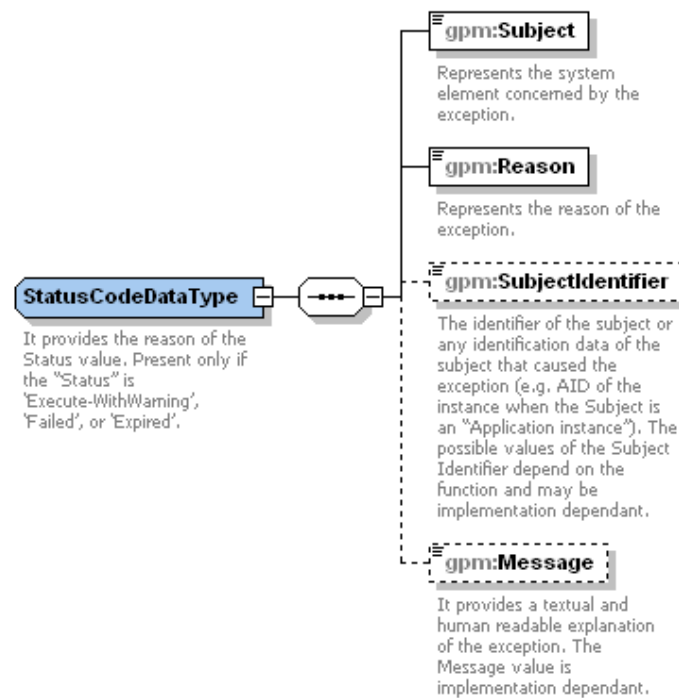 gpm:Subject
Represents the system
element concerned by the
exception.
gpm:Reason
Represents the reason of the
exception.
StatusCodeDataType
It provides the reason of the
Status value. Present only if
the "Status" is
'Execute-WithWarning',
'Failed', or 'Expired'.
gpm:SubjectIdentifier
The identifier of the subject or
any identification data of the
subject that caused the
exception (e.g. AID of the
instance when the Subject is
an "Application instance"). The
possible values of the Subject
Identifier depend on the
function and may be
implementation dependant.
gpm:Message
It provides a textual and
human readable explanation
of the exception. The
Message value is
implementation dependant.